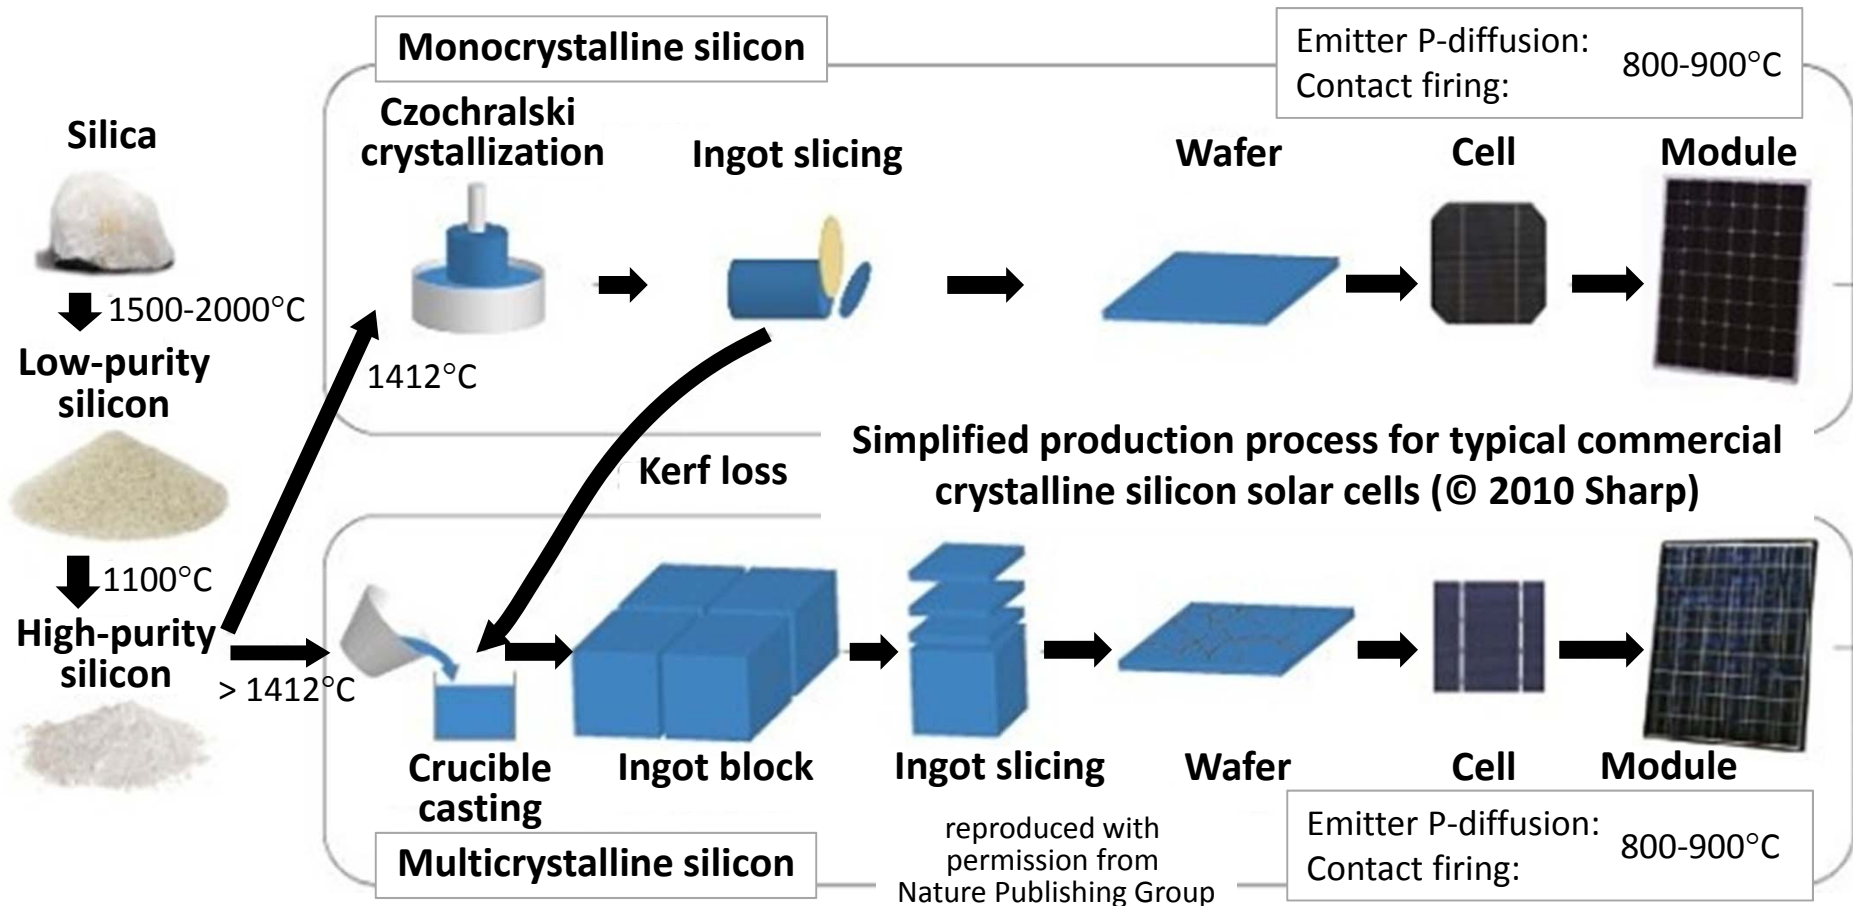 Monocrystalline silicon
Emitter P-diffusion:
Contact firing:
800-900°C
Silica
1500-2000°C
Low-purity
silicon
1100°C
High-purity
silicon
Czochralski
crystallization
1412°C
Ingot slicing
Wafer
Cell
Module
Kerf loss
Simplified production process for typical commercial
crystalline silicon solar cells (© 2010 Sharp)
> 1412°C
Crucible
casting
Ingot block
Ingot slicing
Wafer
Cell
Module
Multicrystalline silicon
reproduced with
permission from
Nature Publishing Group
Emitter P-diffusion:
Contact firing:
800-900°C